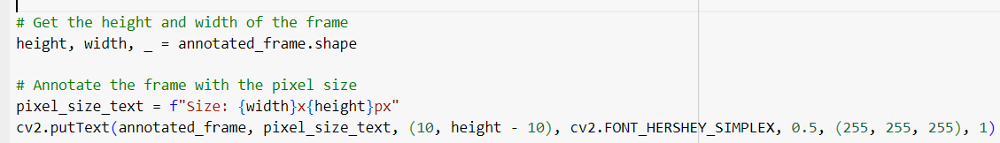 # Get the height and width of the frame
height, width, _ = annotated_frame.shape
# Annotate the frame with the pixel size
pixel_size_text = f"Size: {width}x{height}px"
cv2.putText(annotated_frame, pixel_size_text, (10, height - 10), cv2.FONT_HERSHEY_SIMPLEX, 0.5, (255, 255, 255), 1)